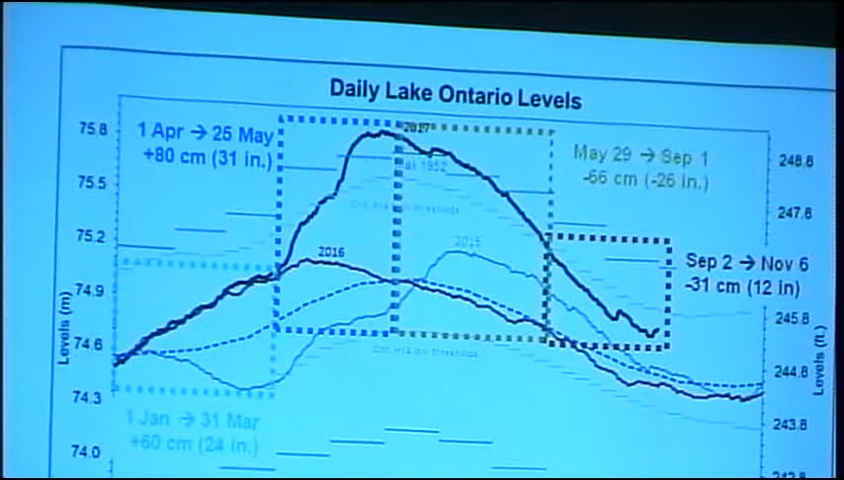 Daily Lake Ontario Levels
75.8
75.5
75.2
74.9
74.6
74.3
74.0
Levels (m)
1 Apr → 25 May
+80 cm (31 in.)
2017
1952
May 29 → Sep 1
-66 cm (-26 in.)
2016
2015
Sep 2 → Nov 6
-31 cm (12 in)
1 Jan → 31 Mar
+60 cm (24 in.)
248.8
247.8
245.8
244.8
243.8
Levels (ft.)